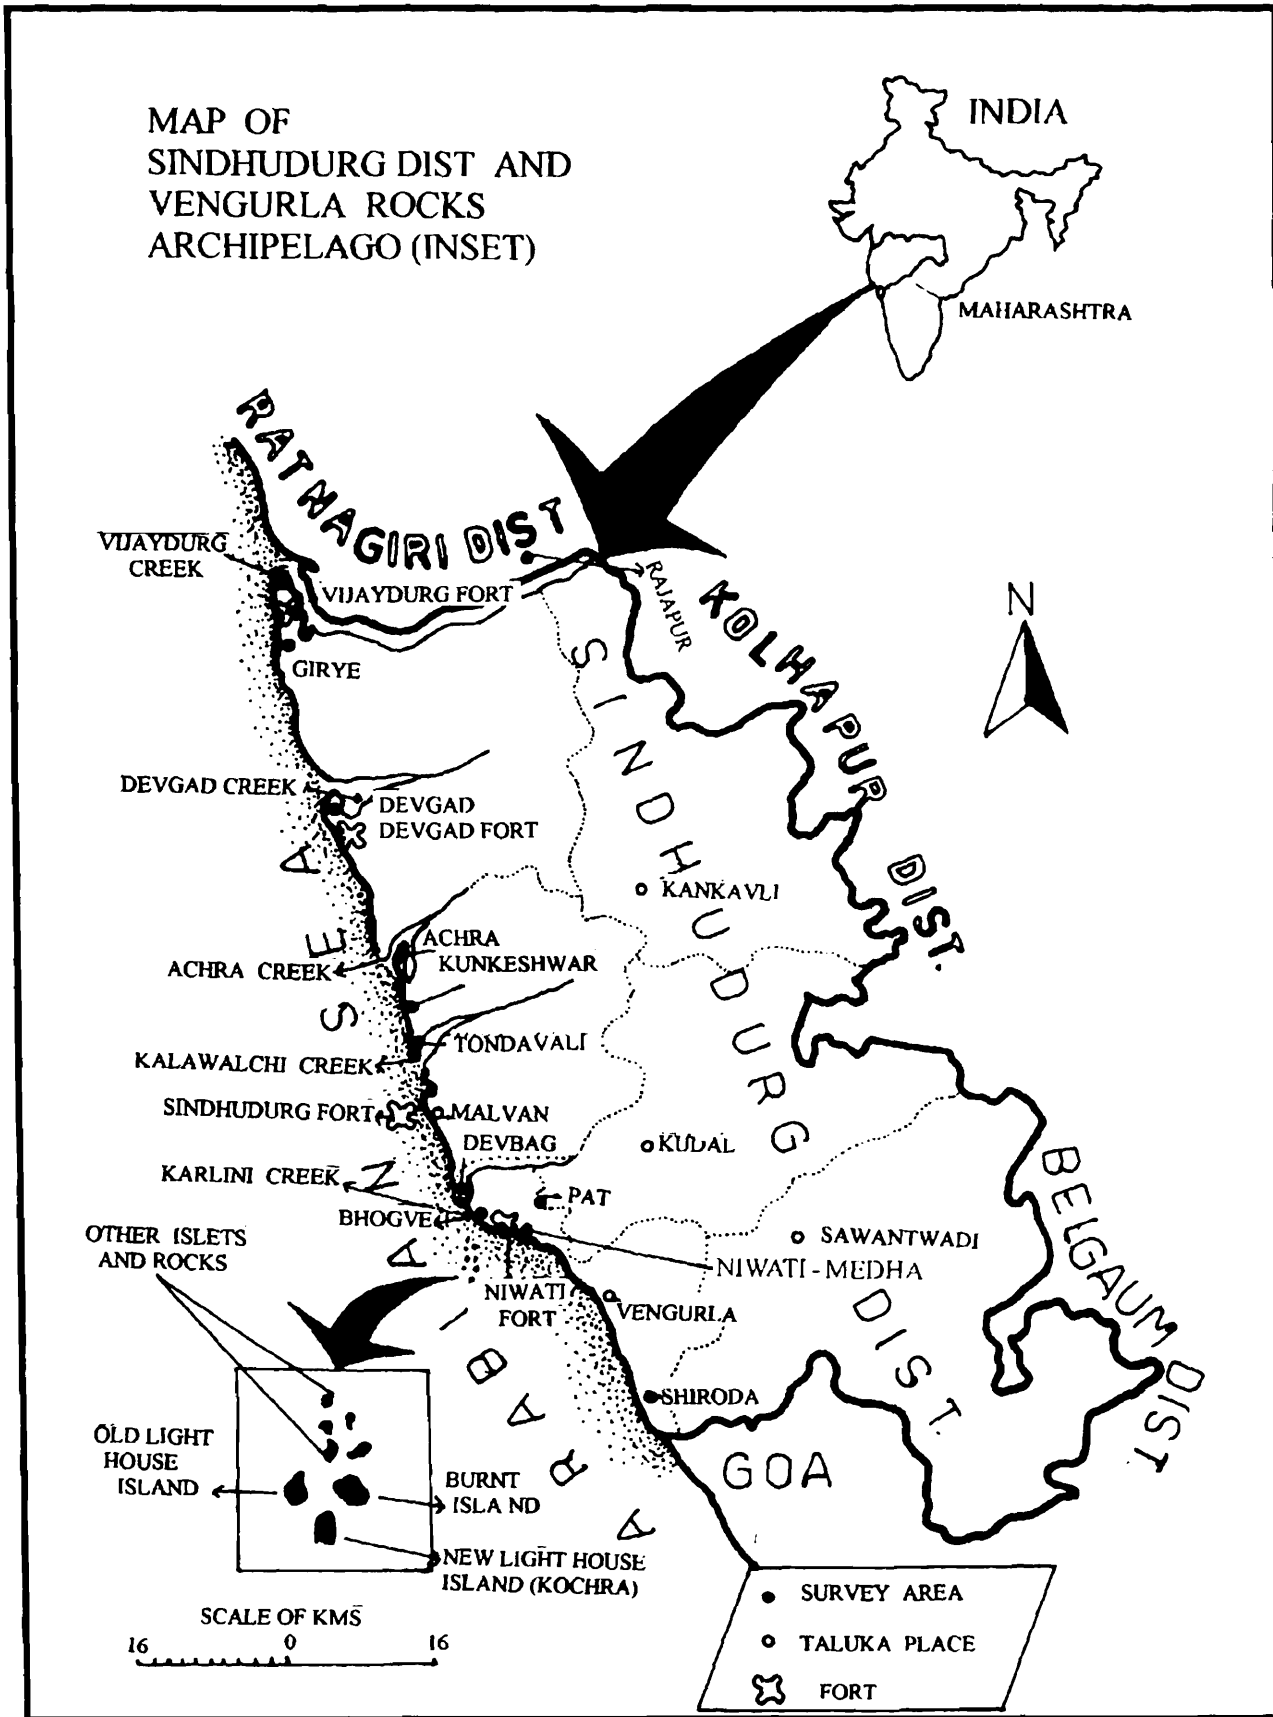 MAP OF
SINDHUDURG DIST AND
VENGURLA ROCKS
ARCHIPELAGO (INSET)
INDIA
MAHARASHTRA
RATNAGIRI DIST
KOLHAPUR DIST.
BELGAUM DIST
SINDHUDURG DIST.
ARABIAN SEA
GOA
N
VIJAYDURG
CREEK
VIJAYDURG FORT
RAJAPUR
GIRYE
DEVGAD CREEK
DEVGAD
DEVGAD FORT
KANKAVLI
ACHRA
KUNKESHWAR
ACHRA CREEK
TONDAVALI
KALAWALCHI CREEK
SINDHUDURG FORT
MALVAN
DEVBAG
KUDAL
KARLINI CREEK
PAT
BHOGVE
SAWANTWADI
NIWATI-MEDHA
NIWATI
FORT
VENGURLA
SHIRODA
OTHER ISLETS
AND ROCKS
OLD LIGHT
HOUSE
ISLAND
BURNT
ISLAND
NEW LIGHT HOUSE
ISLAND (KOCHRA)
SCALE OF KMS
16 0 16
SURVEY AREA
TALUKA PLACE
FORT